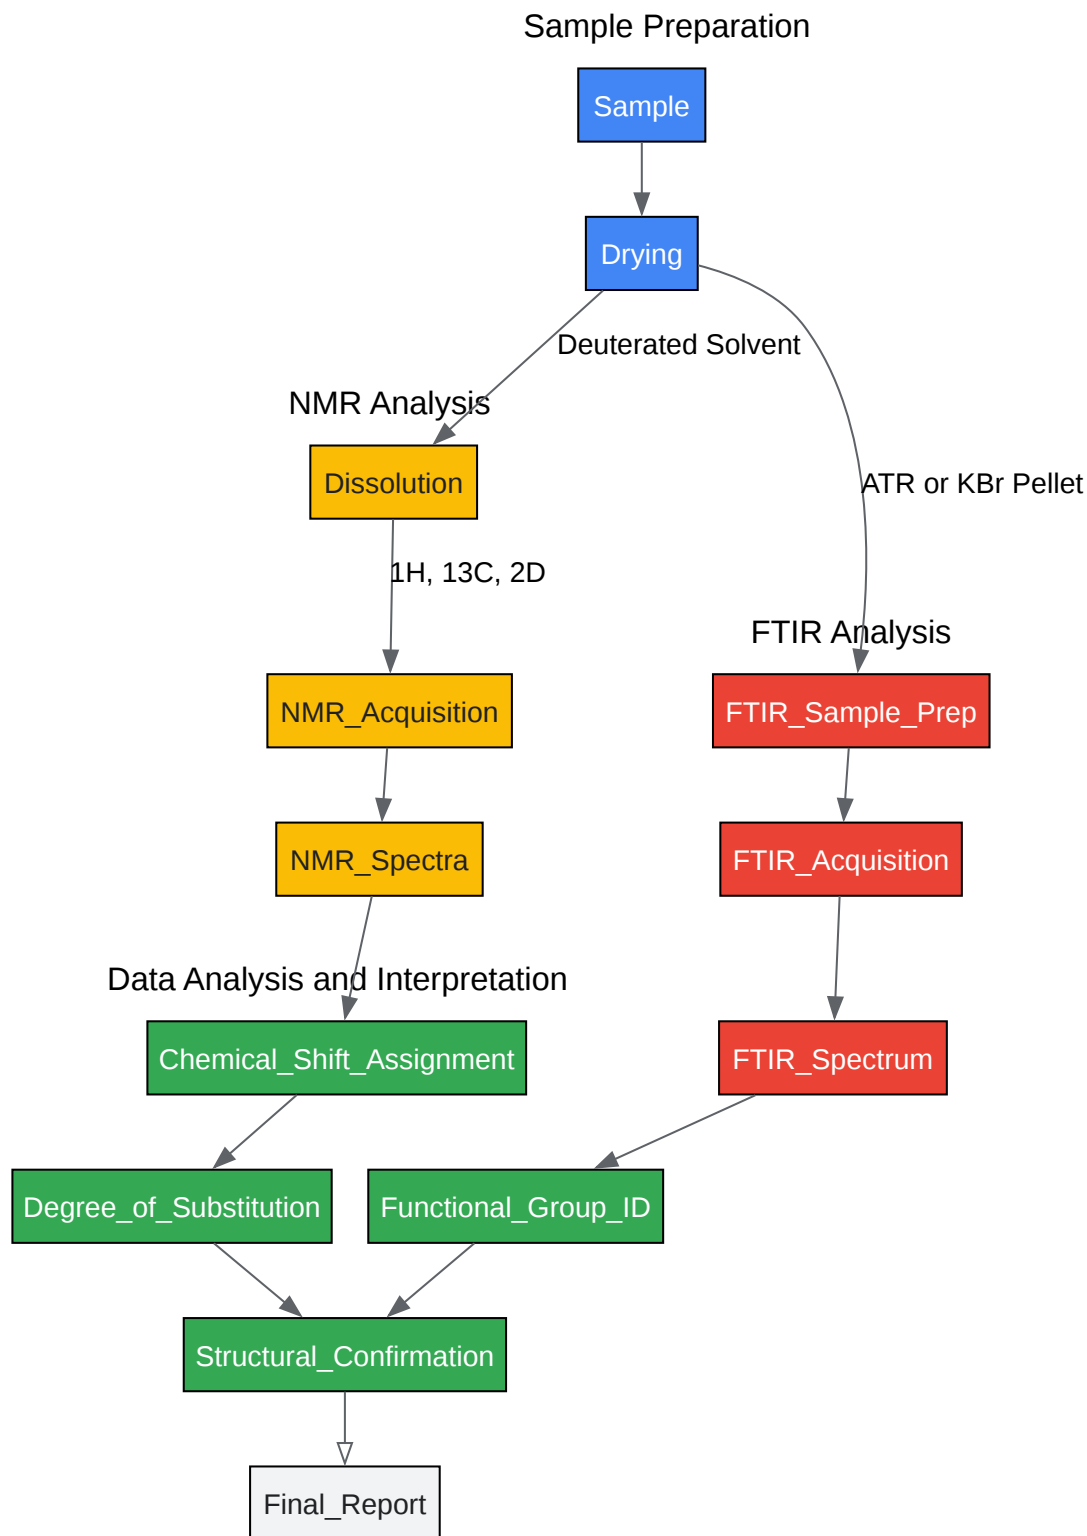 Sample Preparation
Sample
Drying
Deuterated Solvent
NMR Analysis
Dissolution
ATR or KBr Pellet
1H, 13C, 2D
FTIR Analysis
NMR_Acquisition
FTIR_Sample_Prep
NMR_Spectra
FTIR_Acquisition
Data Analysis and Interpretation
Chemical_Shift_Assignment
FTIR_Spectrum
Degree_of_Substitution
Functional_Group_ID
Structural_Confirmation
Final_Report